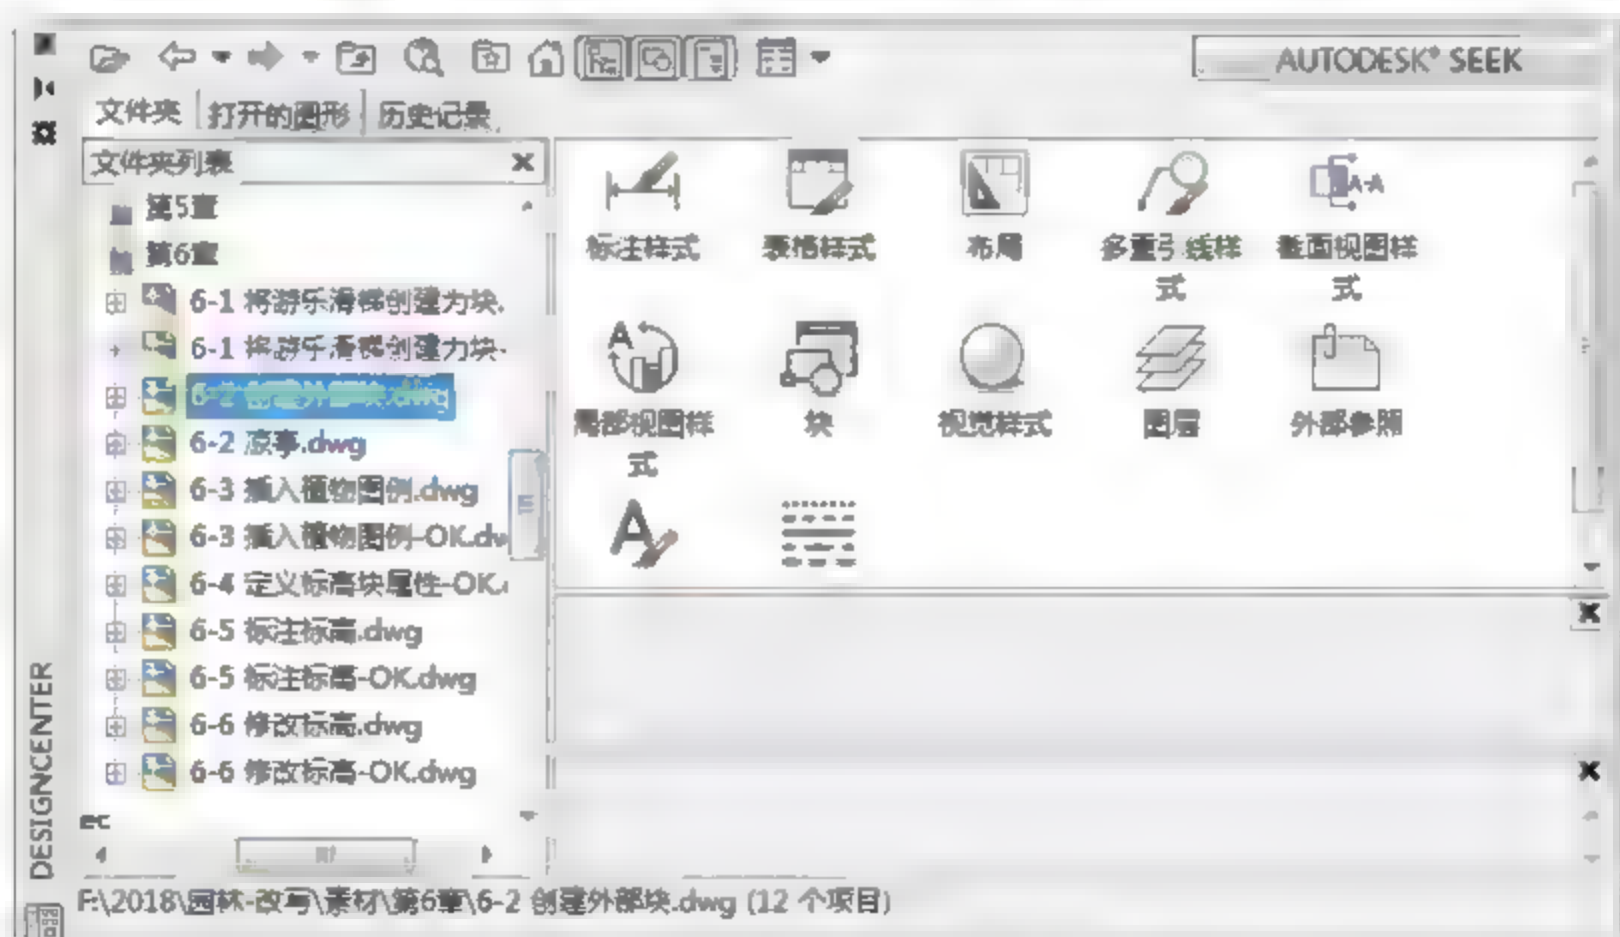 AUTODESK® SEEK
文件夹 打开的图形 历史记录
文件夹列表
第5章
第6章
6-1 将游乐滑梯创建为块.
6-1 将游乐滑梯创建为块-
6-2 创建外部块.dwg
6-2 凉亭.dwg
6-3 插入植物图例.dwg
6-3 插入植物图例-OK.dw
6-4 定义标高块属性-OK.
6-5 标注标高.dwg
6-5 标注标高-OK.dwg
6-6 修改标高.dwg
6-6 修改标高-OK.dwg
标注样式 表格样式 布局 多重引线样 截面视图样
式 式
局部视图样 块 视觉样式 图层 外部参照
式
DESIGNCENTER
F:\2018\园林-改写\素材\第6章\6-2 创建外部块.dwg (12 个项目)